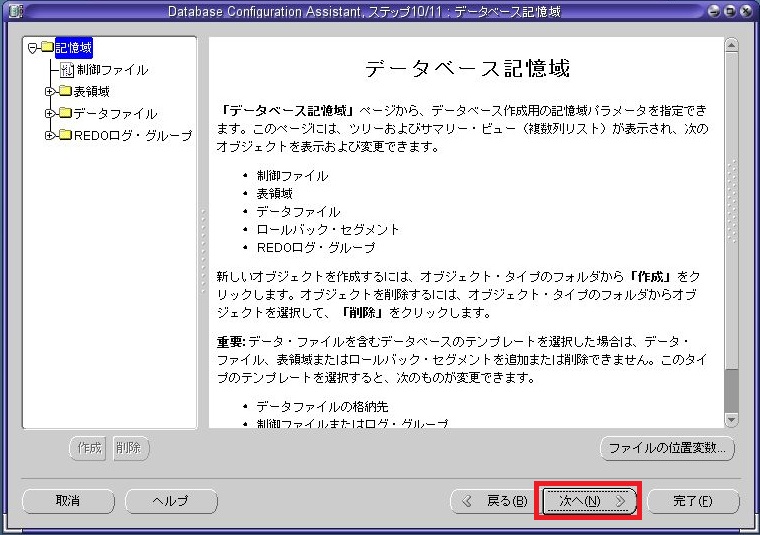 Database Configuration Assistant, ステップ10/11 : データベース記憶域
記憶域
制御ファイル
表領域
データファイル
REDOログ・グループ
データベース記憶域
「データベース記憶域」ページから、データベース作成用の記憶域パラメータを指定でき
ます。このページには、ツリーおよびサマリー・ビュー（複数列リスト）が表示され、次の
オブジェクトを表示および変更できます。
• 制御ファイル
• 表領域
• データファイル
• ロールバック・セグメント
• REDOログ・グループ
新しいオブジェクトを作成するには、オブジェクト・タイプのフォルダから「作成」をク
リックします。オブジェクトを削除するには、オブジェクト・タイプのフォルダからオブ
ジェクトを選択して、「削除」をクリックします。
重要: データ・ファイルを含むデータベースのテンプレートを選択した場合は、データ・
ファイル、表領域またはロールバック・セグメントを追加または削除できません。このタイ
プのテンプレートを選択すると、次のものが変更できます。
• データファイルの格納先
• 制御ファイルまたはログ・グループ
作成
削除
ファイルの位置変数...
取消
ヘルプ
戻る(B)
次へ(N)
完了(F)